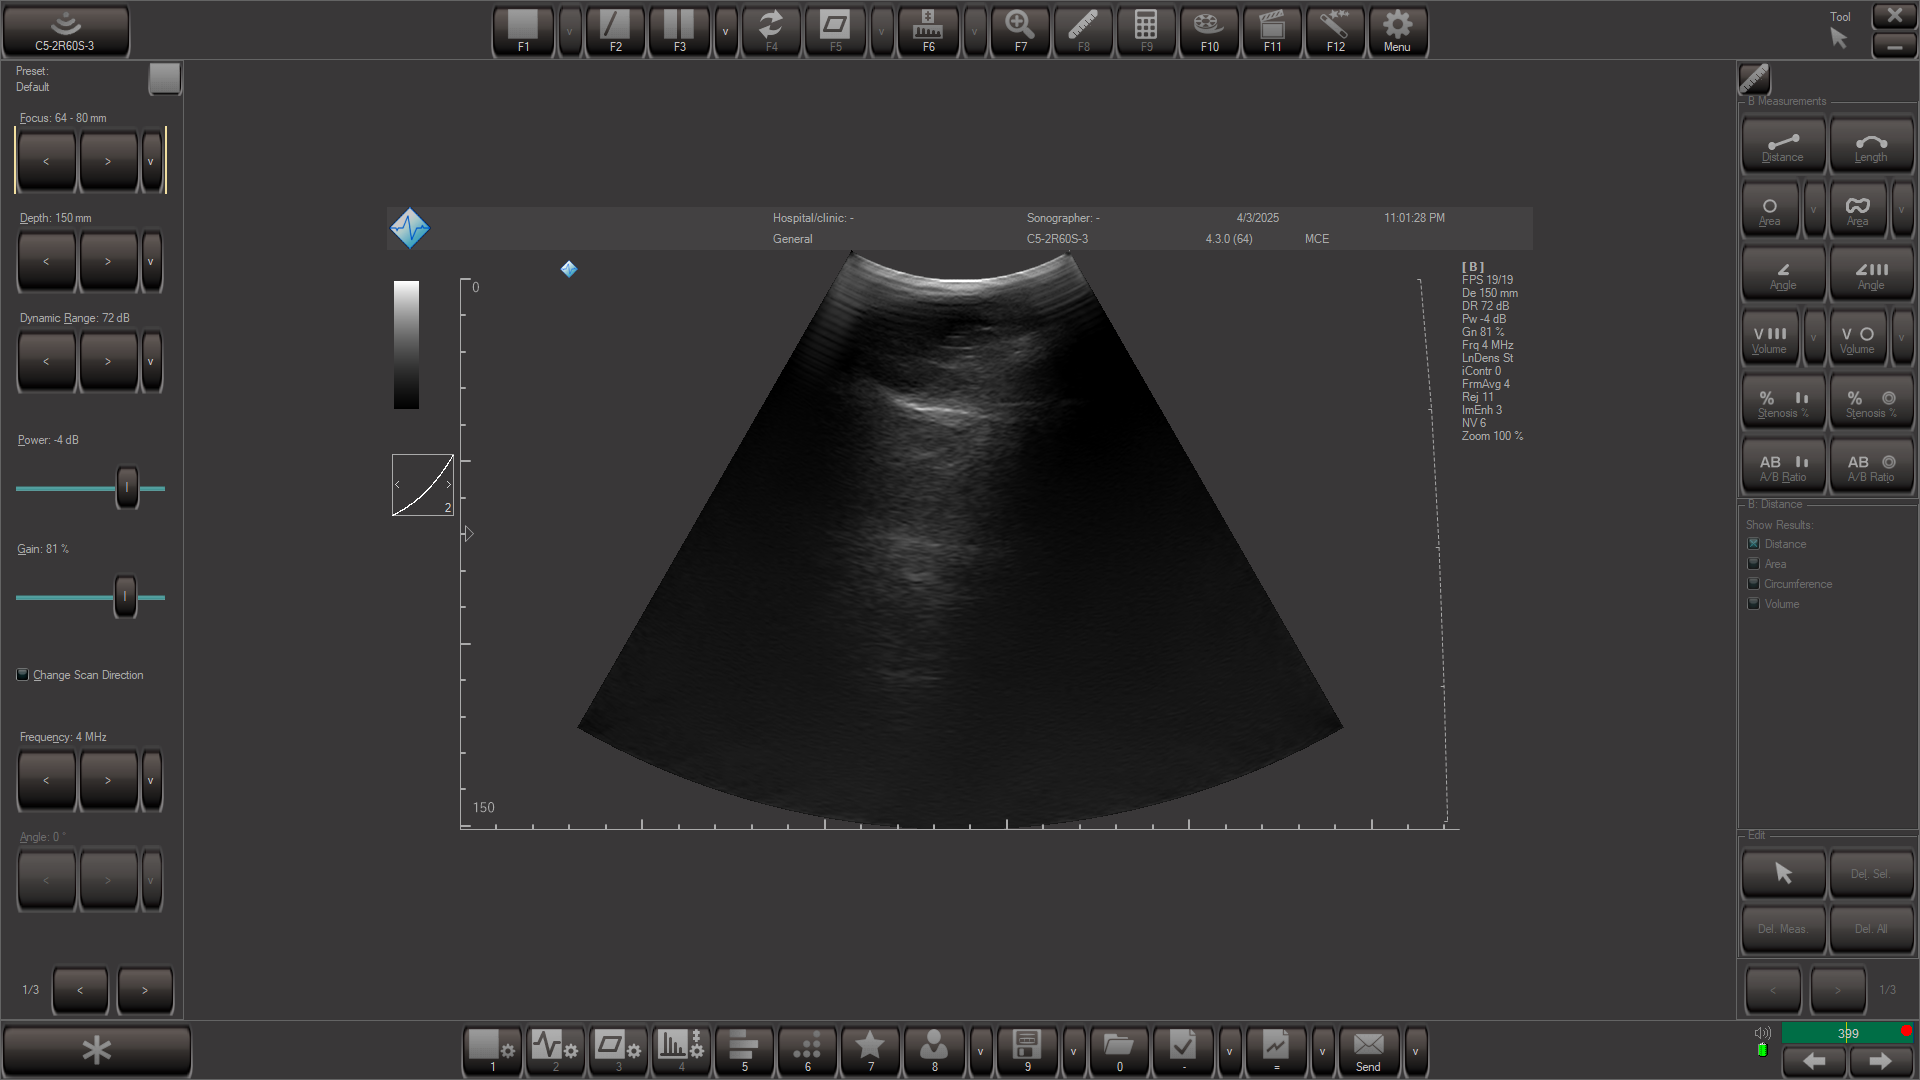 C5-2R60S-3
F1
v
F2
F3
v
F4
F5
v
F6
v
F7
F8
F9
F10
F11
F12
Menu
Tool
Preset:
Default
Focus: 64 - 80 mm
< > v
Depth: 150 mm
< > v
Dynamic Range: 72 dB
< > v
Power: -4 dB
Gain: 81 %
Change Scan Direction
Frequency: 4 MHz
< > v
Angle: 0 °
< > v
1/3 < >
Hospital/clinic: - Sonographer: - 4/3/2025 11:01:28 PM
General C5-2R60S-3 4.3.0 (64) MCE
0
150
< >
2
[ B ]
FPS 19/19
De 150 mm
DR 72 dB
Pw -4 dB
Gn 81 %
Frq 4 MHz
LnDens St
iContr 0
FrmAvg 4
Rej 11
ImEnh 3
NV 6
Zoom 100 %
B Measurements
Distance Length
Area v Area v
Angle Angle
V Volume v V Volume v
% Stenosis % % Stenosis %
AB A/B Ratio AB A/B Ratio
B: Distance
Show Results:
Distance
Area
Circumference
Volume
Edit
Del. Sel.
Del. Meas. Del. All
< > 1/3
1
2
3
4
5
6
7
8
v
9
v
0
-
v
=
v
Send
v
399